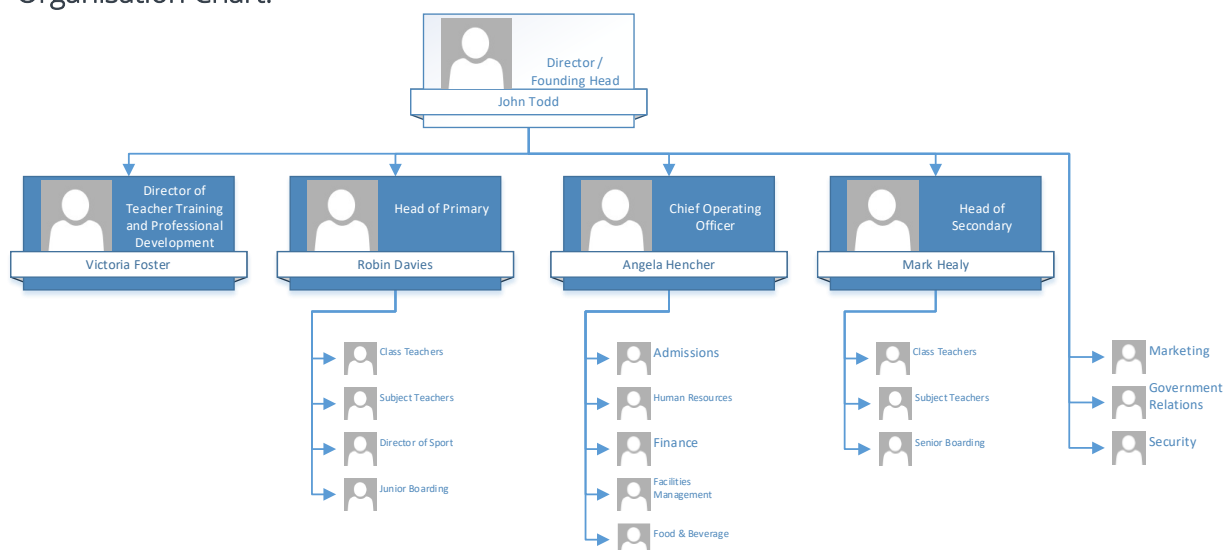 Organisation Chart:
Director /
Founding Head
John Todd
Director of
Teacher Training
and Professional
Development
Victoria Foster
Head of Primary
Robin Davies
Chief Operating
Officer
Angela Hencher
Head of
Secondary
Mark Healy
Class Teachers
Subject Teachers
Director of Sport
Junior Boarding
Admissions
Human Resources
Finance
Facilities
Management
Food & Beverage
Class Teachers
Subject Teachers
Senior Boarding
Marketing
Government
Relations
Security